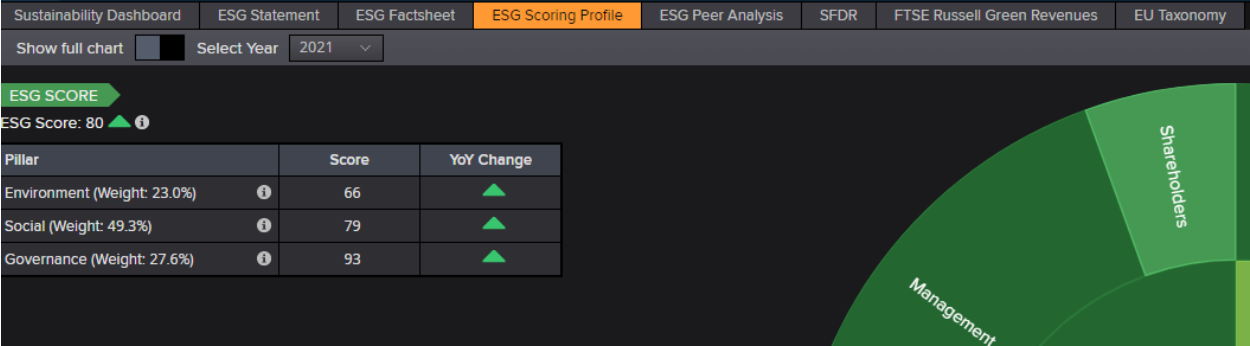 Sustainability Dashboard ESG Statement ESG Factsheet ESG Scoring Profile ESG Peer Analysis SFDR FTSE Russell Green Revenues EU Taxonomy
Show full chart Select Year 2021
ESG SCORE
ESG Score: 80
Pillar Score YoY Change
Environment (Weight: 23.0%) 66
Social (Weight: 49.3%) 79
Governance (Weight: 27.6%) 93
Shareholders
Management